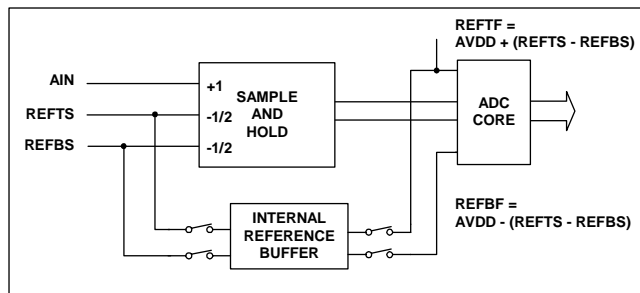 REFTF =
AVDD + (REFTS - REFBS)
AIN
+1
SAMPLE
AND
HOLD
REFTS
-1/2
REFBS
-1/2
ADC
CORE
INTERNAL
REFERENCE
BUFFER
REFBF =
AVDD - (REFTS - REFBS)